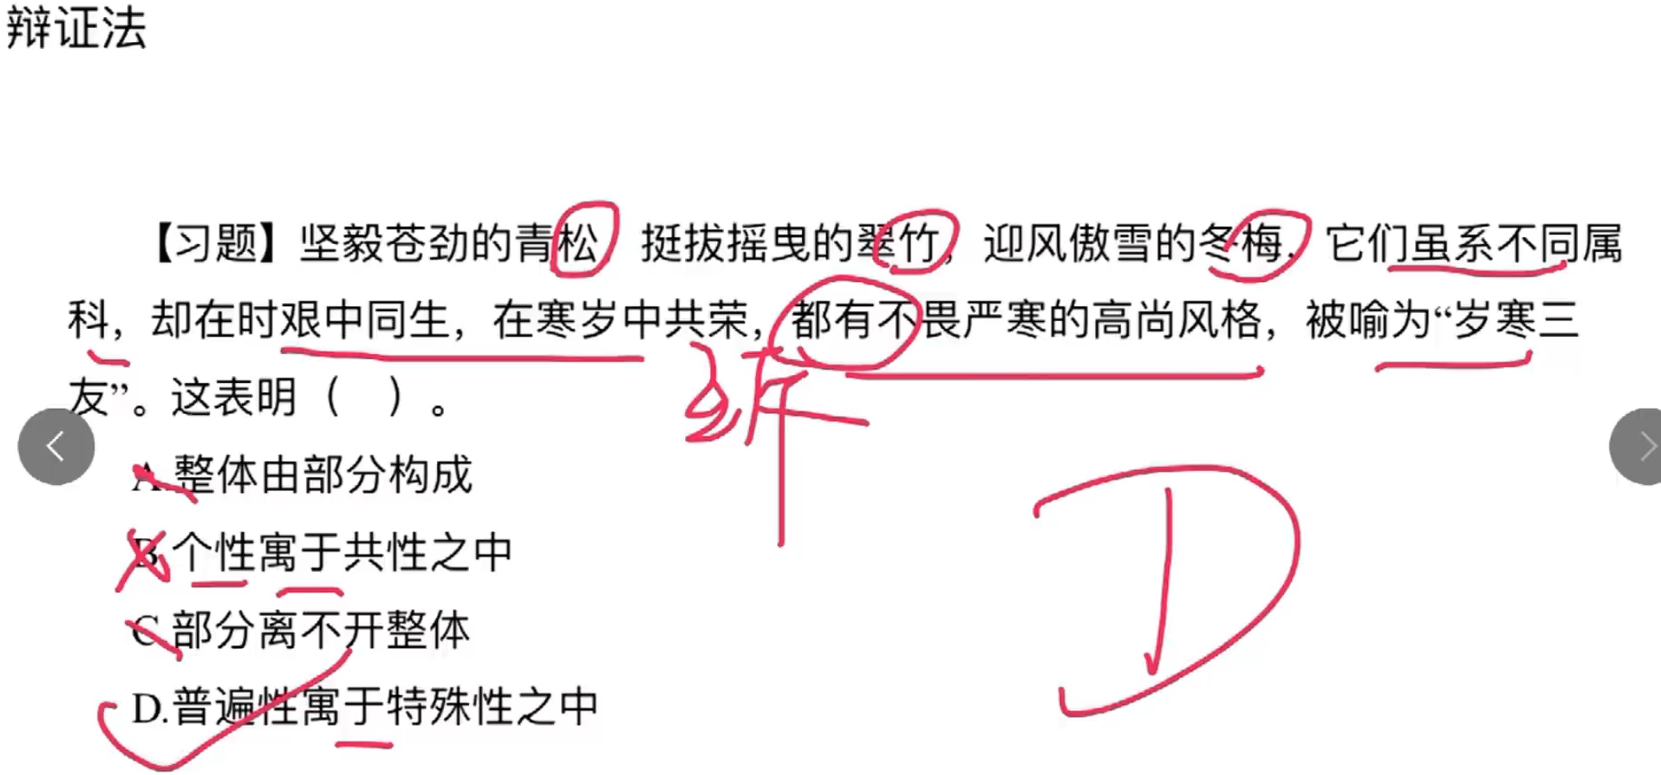 辩证法
【习题】坚毅苍劲的青松，挺拔摇曳的翠竹，迎风傲雪的冬梅．它们虽系不同属
科，却在时艰中同生，在寒岁中共荣，都有不畏严寒的高尚风格，被喻为“岁寒三
友”。这表明（　）。
A.整体由部分构成
B.个性寓于共性之中
C.部分离不开整体
D.普遍性寓于特殊性之中
D